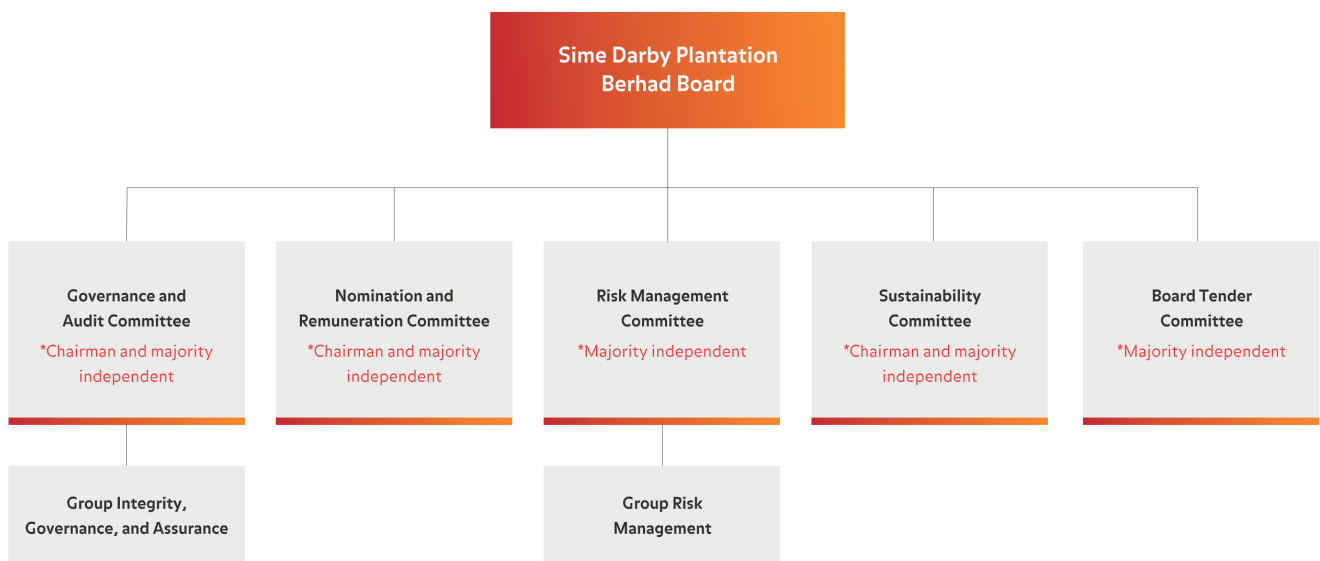 Sime Darby Plantation
Berhad Board
Governance and
Audit Committee
*Chairman and majority
independent
Nomination and
Remuneration Committee
*Chairman and majority
independent
Risk Management
Committee
*Majority independent
Sustainability
Committee
*Chairman and majority
independent
Board Tender
Committee
*Majority independent
Group Integrity,
Governance, and Assurance
Group Risk
Management